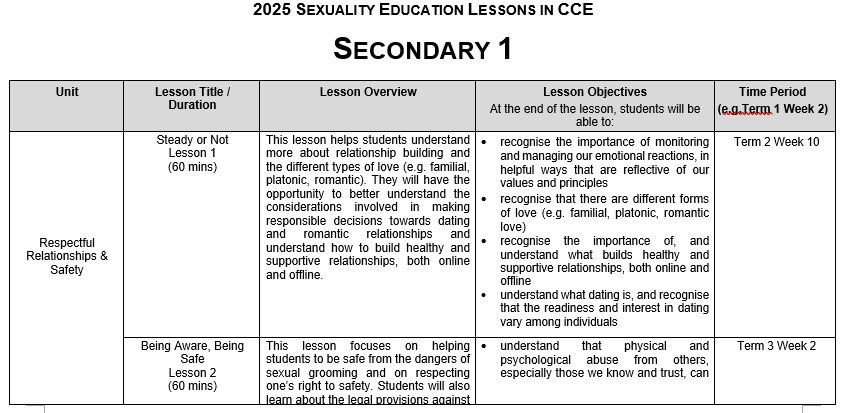 2025 SEXUALITY EDUCATION LESSONS IN CCE
SECONDARY 1
Unit
Lesson Title /
Duration
Lesson Overview
Lesson Objectives
At the end of the lesson, students will be
able to:
Time Period
(e.g.Term 1 Week 2)
Respectful
Relationships &
Safety
Steady or Not
Lesson 1
(60 mins)
This lesson helps students understand
more about relationship building and
the different types of love (e.g. familial,
platonic, romantic). They will have the
opportunity to better understand the
considerations involved in making
responsible decisions towards dating
and romantic relationships and
understand how to build healthy and
supportive relationships, both online
and offline.
• recognise the importance of monitoring
and managing our emotional reactions, in
helpful ways that are reflective of our
values and principles
• recognise that there are different forms
of love (e.g. familial, platonic, romantic
love)
• recognise the importance of, and
understand what builds healthy and
supportive relationships, both online and
offline
• understand what dating is, and recognise
that the readiness and interest in dating
vary among individuals
Term 2 Week 10
Being Aware, Being
Safe
Lesson 2
(60 mins)
This lesson focuses on helping
students to be safe from the dangers of
sexual grooming and on respecting
one's right to safety. Students will also
learn about the legal provisions against
• understand that physical and
psychological abuse from others,
especially those we know and trust, can
Term 3 Week 2